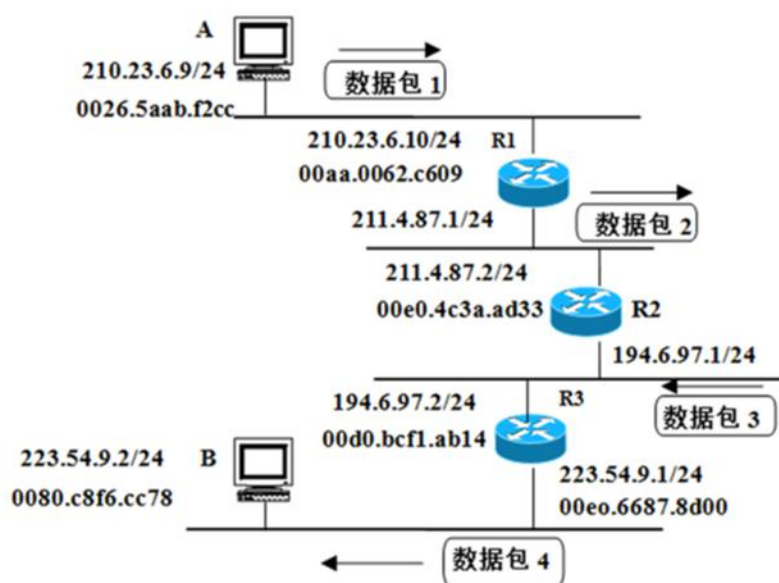 A
210.23.6.9/24
0026.5aab.f2cc
数据包 1
210.23.6.10/24
R1
00aa.0062.c609
211.4.87.1/24
数据包 2
211.4.87.2/24
00e0.4c3a.ad33
R2
194.6.97.1/24
194.6.97.2/24
R3
数据包 3
00d0.bcf1.ab14
223.54.9.2/24
B
0080.c8f6.cc78
223.54.9.1/24
00eo.6687.8d00
数据包 4